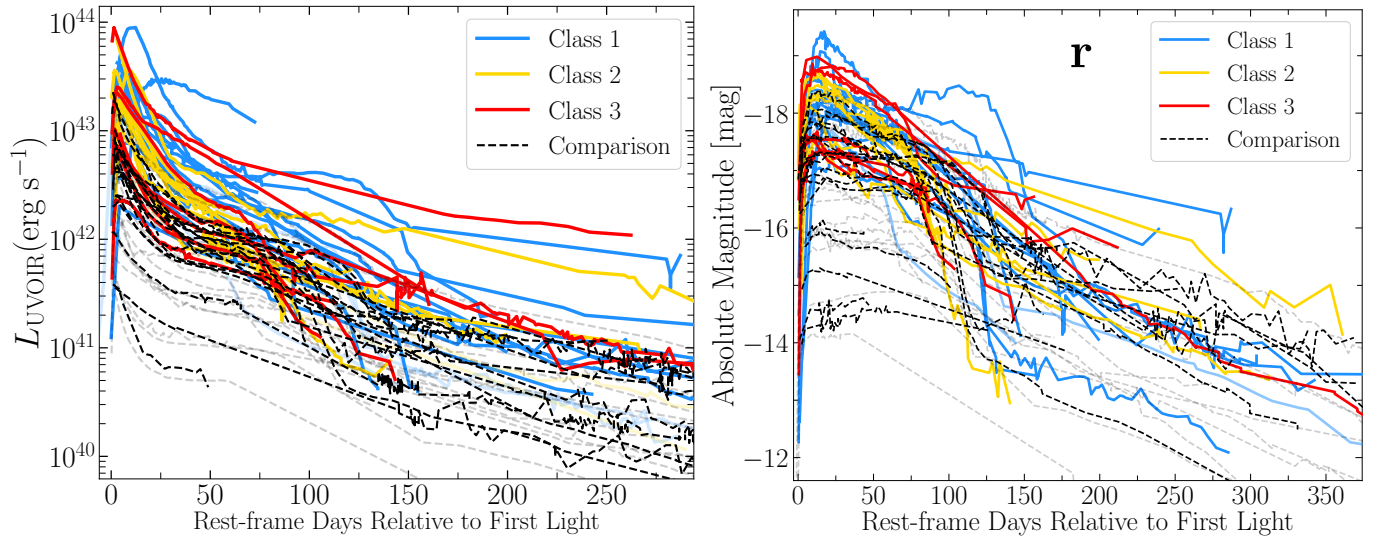 10^44
10^43
10^42
10^41
10^40
L_UVOIR(erg s^−1)
Class 1
Class 2
Class 3
Comparison
0 50 100 150 200 250
Rest-frame Days Relative to First Light
−18
−17
−16
−14
−12
Absolute Magnitude [mag]
r
Class 1
Class 2
Class 3
Comparison
0 50 100 150 200 250 300 350
Rest-frame Days Relative to First Light